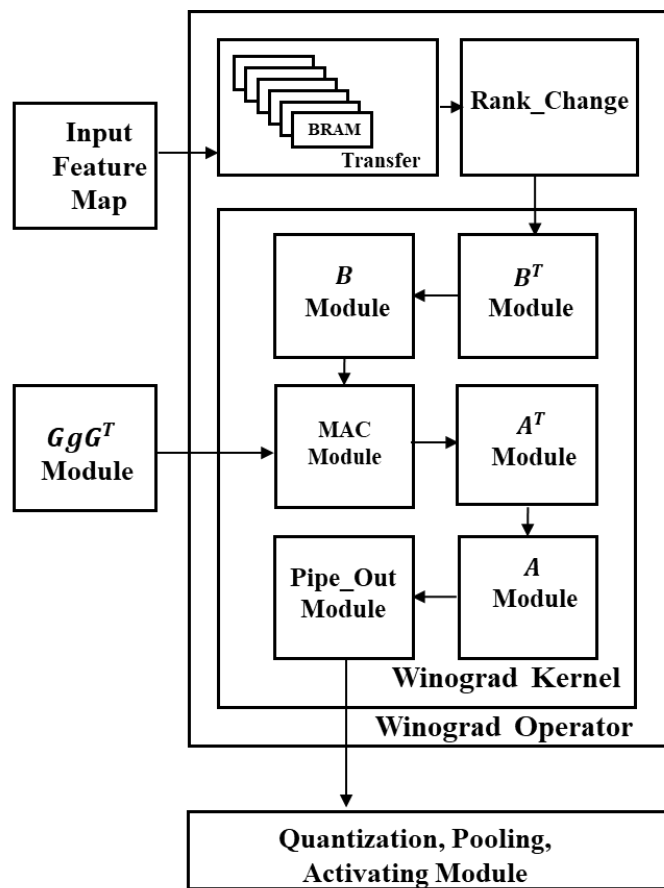 Input
Feature
Map
BRAM
Transfer
Rank_Change
B
Module
B^T
Module
GgG^T
Module
MAC
Module
A^T
Module
Pipe_Out
Module
A
Module
Winograd Kernel
Winograd Operator
Quantization, Pooling,
Activating Module